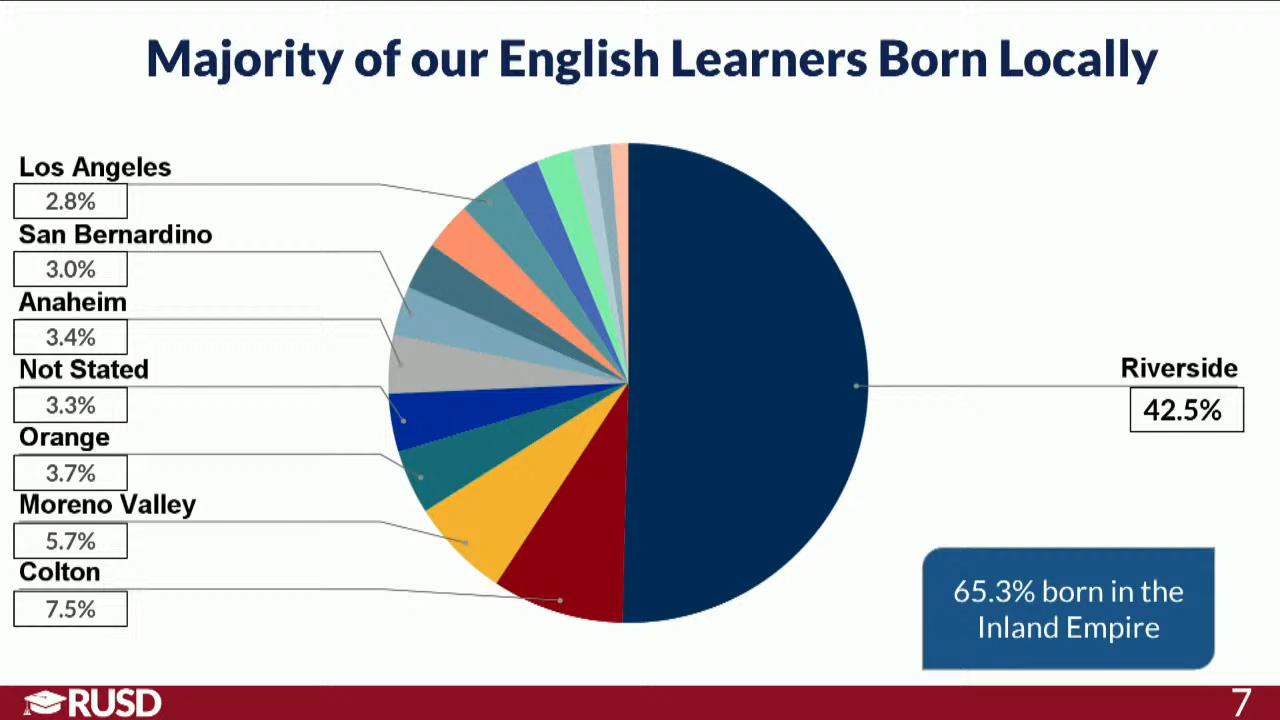 Majority of our English Learners Born Locally
Los Angeles
2.8%
San Bernardino
3.0%
Anaheim
3.4%
Not Stated
3.3%
Orange
3.7%
Moreno Valley
5.7%
Colton
7.5%
Riverside
42.5%
65.3% born in the
Inland Empire
RUSD
7